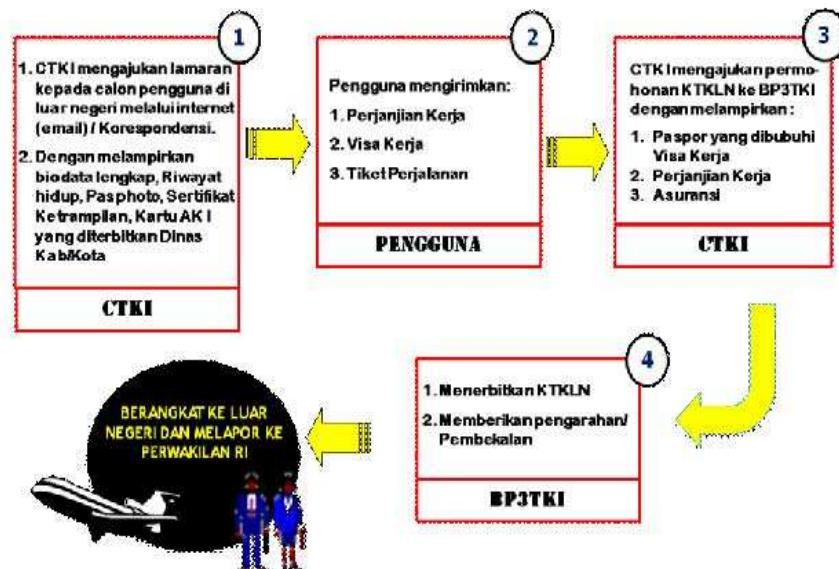 1
1. CTKI mengajukan lamaran
kepada calon pengguna di
luar negeri melalui internet
(email) / Korespondensi.
2. Dengan melampirkan
biodata lengkap, Riwayat
hidup, Pas photo, Sertifikat
Ketrampilan, Kartu AK I
yang diterbitkan Dinas
Kab/Kota
CTKI
2
Pengguna mengirimkan:
1. Perjanjian Kerja
2. Visa Kerja
3. Tiket Perjalanan
PENGGUNA
3
CTKI mengajukan permo-
honan KTKLN ke BP3TKI
dengan melampirkan :
1. Paspor yang dibubuhi
Visa Kerja
2. Perjanjian Kerja
3. Asuransi
CTKI
4
1. Menerbitkan KTKLN
2. Memberikan pengarahan/
Pembekalan
BP3TKI
BERANGKAT KE LUAR
NEGERI DAN MELAPOR KE
PERWAKILAN RI